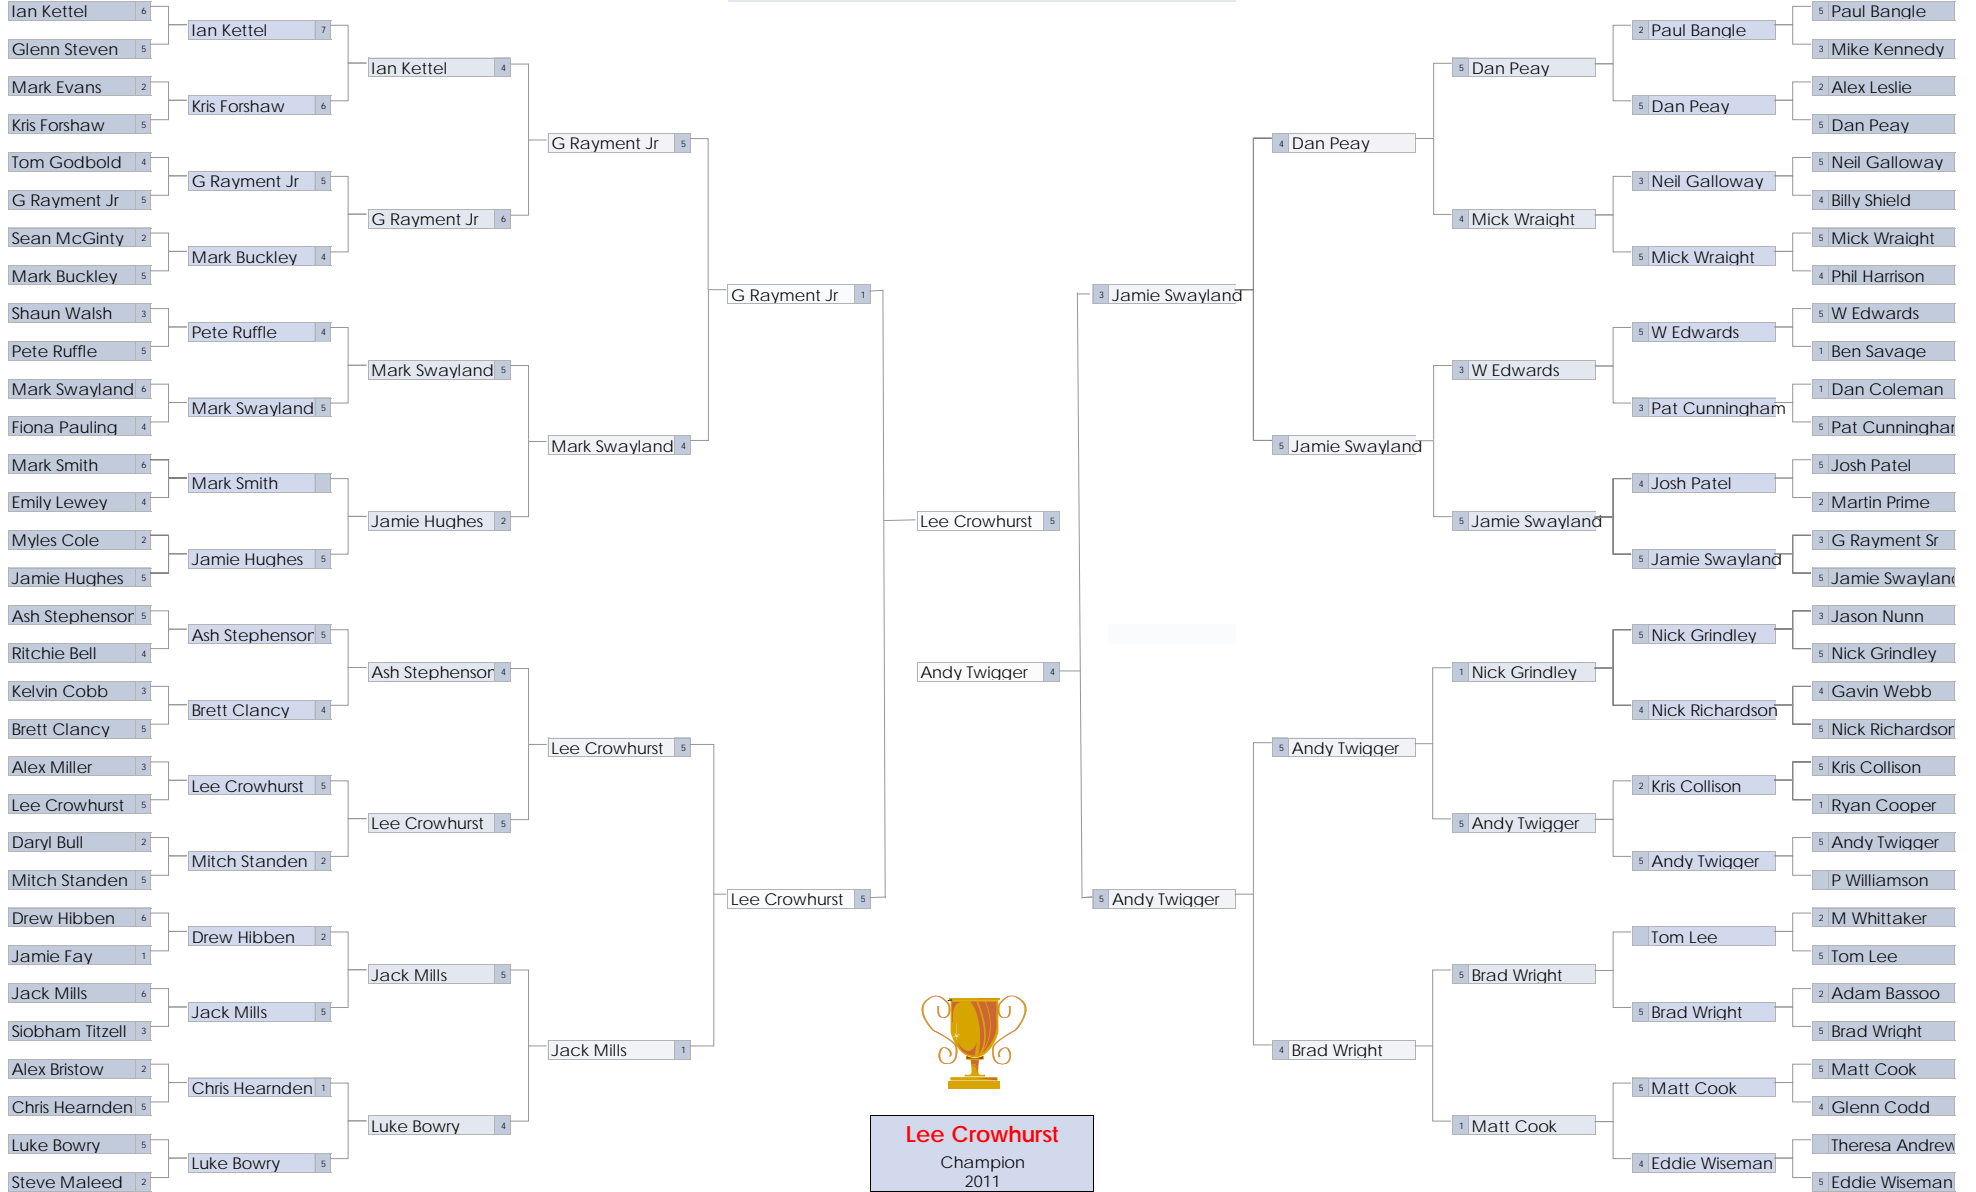 Ian Kettel 6
Glenn Steven 5
Mark Evans 2
Kris Forshaw 5
Tom Godbold 4
G Rayment Jr 5
Sean McGinty 2
Mark Buckley 5
Shaun Walsh 3
Pete Ruffle 5
Mark Swayland 6
Fiona Pauling 4
Mark Smith 6
Emily Lewey 4
Myles Cole 2
Jamie Hughes 5
Ash Stephenson 5
Ritchie Bell 4
Kelvin Cobb 3
Brett Clancy 5
Alex Miller 3
Lee Crowhurst 5
Daryl Bull 2
Mitch Standen 5
Drew Hibben 6
Jamie Fay 1
Jack Mills 6
Siobham Titzell 3
Alex Bristow 2
Chris Hearnden 5
Luke Bowry 5
Steve Maleed 2
Ian Kettel 7
Kris Forshaw 6
G Rayment Jr 5
Mark Buckley 4
Pete Ruffle 4
Mark Swayland 5
Mark Smith
Jamie Hughes 5
Ash Stephenson 5
Brett Clancy 4
Lee Crowhurst 5
Mitch Standen 2
Drew Hibben 2
Jack Mills 5
Chris Hearnden 1
Luke Bowry 5
Ian Kettel 4
G Rayment Jr 6
Mark Swayland 5
Jamie Hughes 2
Ash Stephenson 4
Lee Crowhurst 5
Jack Mills 5
Luke Bowry 4
G Rayment Jr 5
Mark Swayland 4
Lee Crowhurst 5
Jack Mills 1
G Rayment Jr 1
Lee Crowhurst 5
Lee Crowhurst 5
Andy Twigger 4
Lee Crowhurst
Champion
2011
3 Jamie Swayland
5 Andy Twigger
4 Dan Peay
5 Jamie Swayland
5 Andy Twigger
4 Brad Wright
5 Dan Peay
4 Mick Wraight
3 W Edwards
5 Jamie Swayland
1 Nick Grindley
5 Andy Twigger
5 Brad Wright
1 Matt Cook
2 Paul Bangle
5 Dan Peay
3 Neil Galloway
5 Mick Wraight
5 W Edwards
3 Pat Cunningham
4 Josh Patel
5 Jamie Swayland
5 Nick Grindley
4 Nick Richardson
2 Kris Collison
5 Andy Twigger
Tom Lee
5 Brad Wright
5 Matt Cook
4 Eddie Wiseman
5 Paul Bangle
3 Mike Kennedy
2 Alex Leslie
5 Dan Peay
5 Neil Galloway
4 Billy Shield
5 Mick Wraight
4 Phil Harrison
5 W Edwards
1 Ben Savage
1 Dan Coleman
5 Pat Cunningham
5 Josh Patel
2 Martin Prime
3 G Rayment Sr
5 Jamie Swayland
3 Jason Nunn
5 Nick Grindley
4 Gavin Webb
5 Nick Richardson
5 Kris Collison
1 Ryan Cooper
5 Andy Twigger
P Williamson
2 M Whittaker
5 Tom Lee
2 Adam Bassoo
5 Brad Wright
5 Matt Cook
4 Glenn Codd
Theresa Andrew
5 Eddie Wiseman